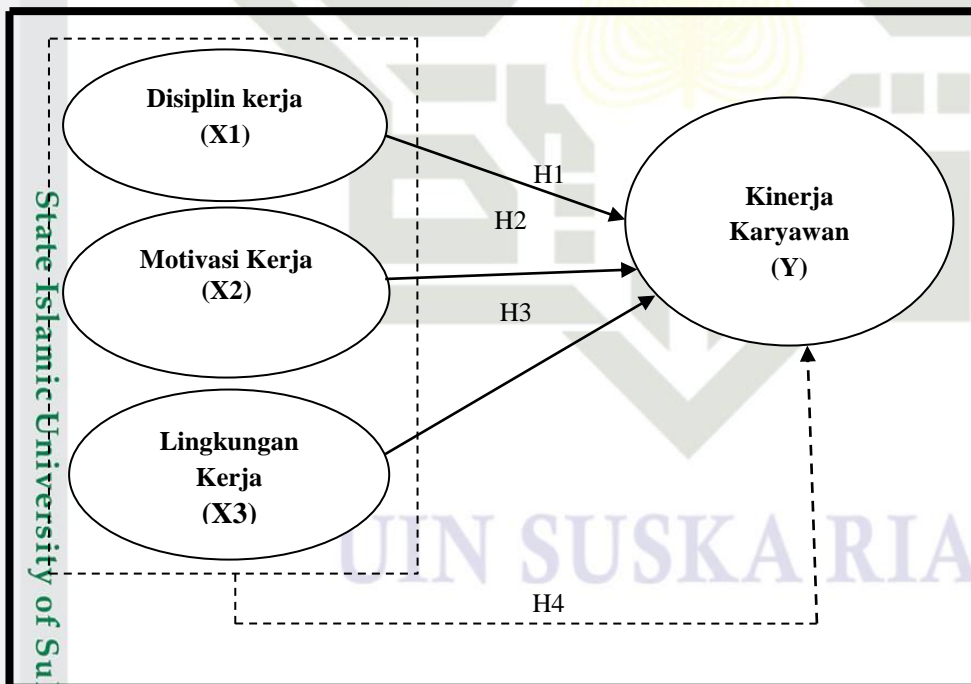 Disiplin kerja
(X1)
Motivasi Kerja
(X2)
Lingkungan
Kerja
(X3)
H1
H2
H3
H4
Kinerja
Karyawan
(Y)
State Islamic University of Su
UIN SUSKA RIA